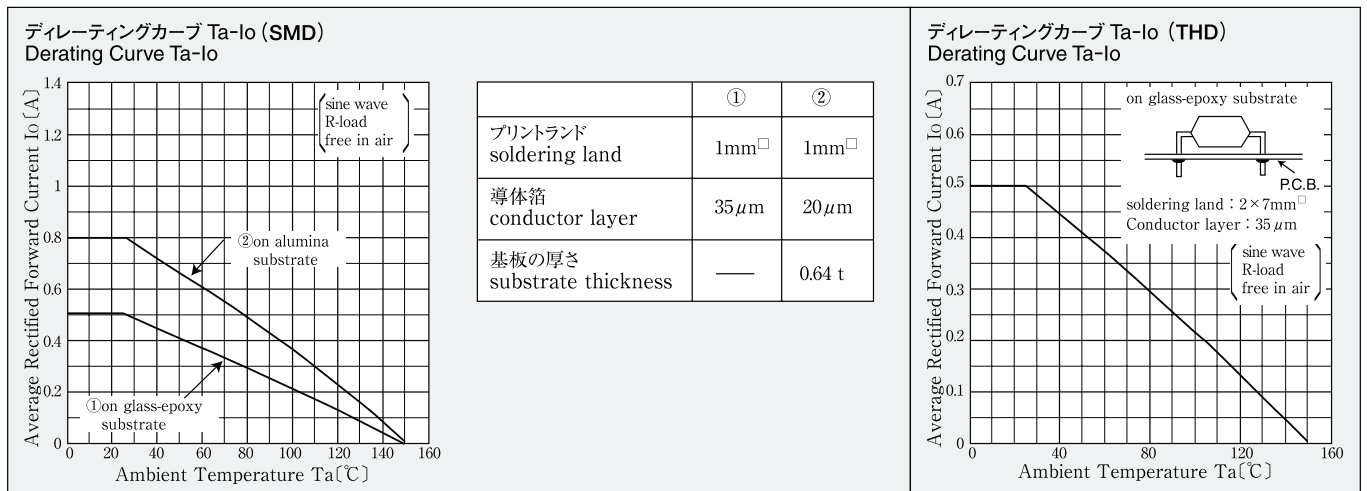 ディレーティングカーブ Ta-Io (SMD)
Derating Curve Ta-Io
Average Rectified Forward Current Io〔A〕
1.4
1.2
1
0.8
0.6
0.4
0.2
0
sine wave
R-load
free in air
②on alumina
substrate
①on glass-epoxy
substrate
0 20 40 60 80 100 120 140 160
Ambient Temperature Ta〔℃〕
① ②
プリントランド
soldering land
1mm□ 1mm□
導体箔
conductor layer
35μm 20μm
基板の厚さ
substrate thickness
— 0.64 t
ディレーティングカーブ Ta-Io (THD)
Derating Curve Ta-Io
Average Rectified Forward Current Io〔A〕
0.7
0.6
0.5
0.4
0.3
0.2
0.1
0
on glass-epoxy substrate
P.C.B.
soldering land：2×7mm□
Conductor layer：35μm
sine wave
R-load
free in air
0 40 80 120 160
Ambient Temperature Ta〔℃〕